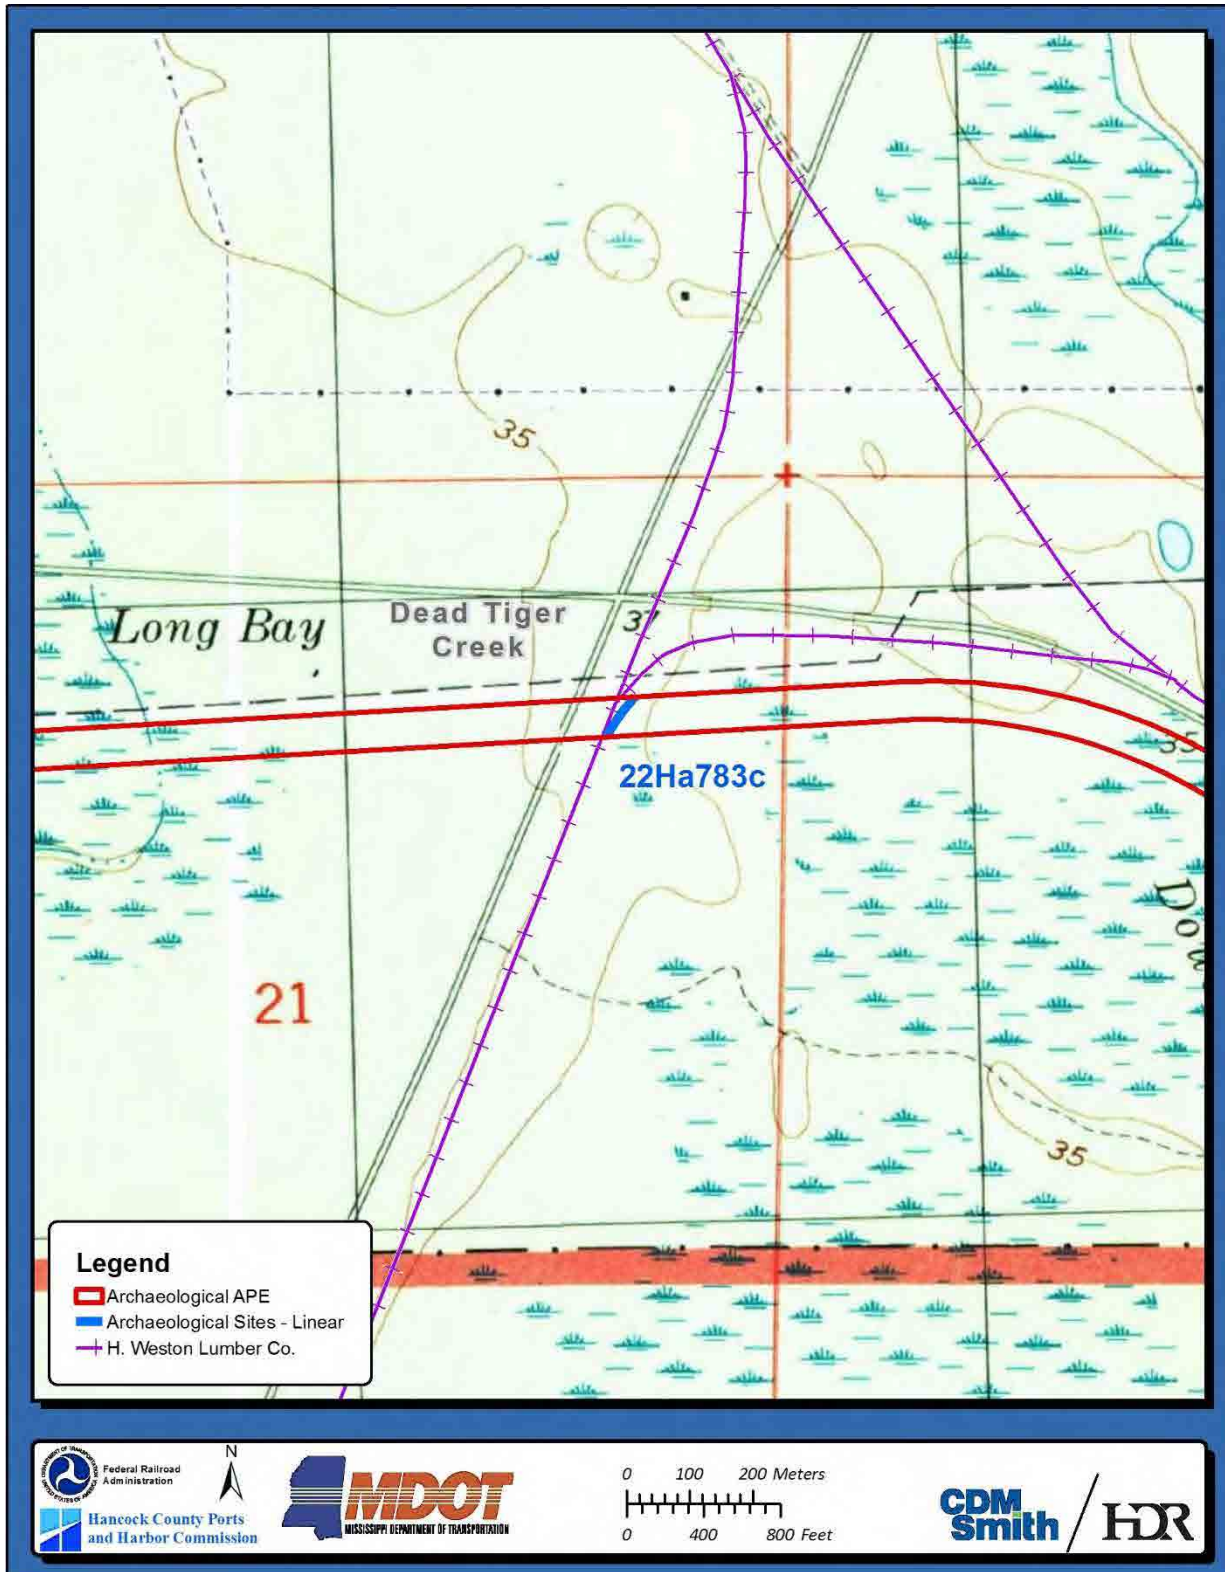 35
Long Bay
Dead Tiger
Creek
37
35
22Ha783c
21
35
Legend
Archaeological APE
Archaeological Sites - Linear
H. Weston Lumber Co.
Federal Railroad
Administration
Hancock County Ports
and Harbor Commission
N
MDOT
MISSISSIPPI DEPARTMENT OF TRANSPORTATION
0 100 200 Meters
0 400 800 Feet
CDM
Smith
HDR